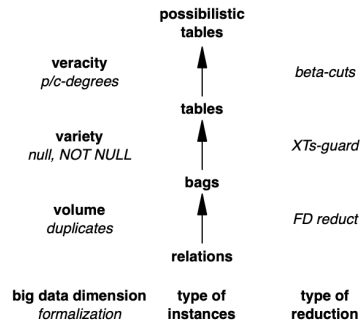 possibilistic
tables
veracity
p/c-degrees
beta-cuts
tables
variety
null, NOT NULL
XTs-guard
bags
volume
duplicates
FD reduct
relations
big data dimension
formalization
type of
instances
type of
reduction